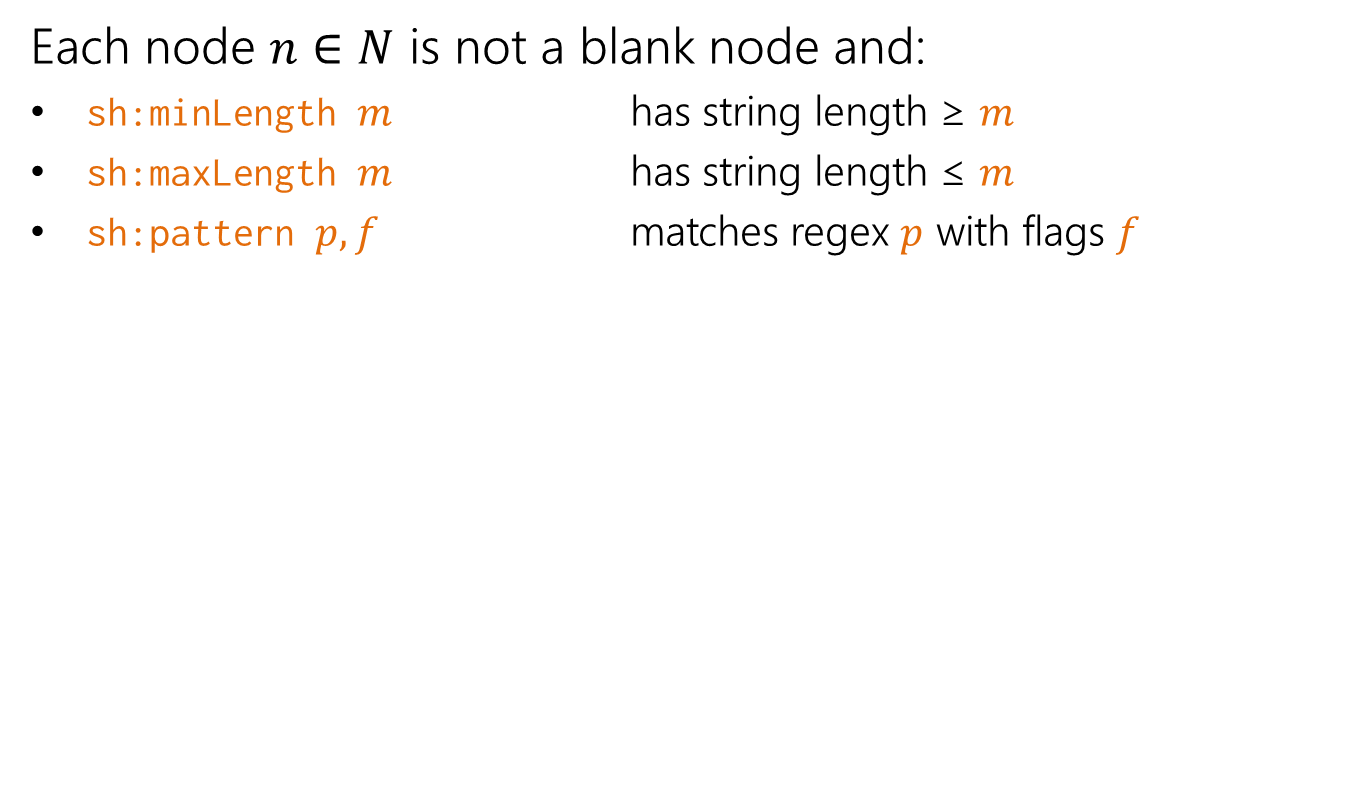 Each node n ∈ N is not a blank node and:
• sh:minLength m has string length ≥ m
• sh:maxLength m has string length ≤ m
• sh:pattern p, f matches regex p with flags f